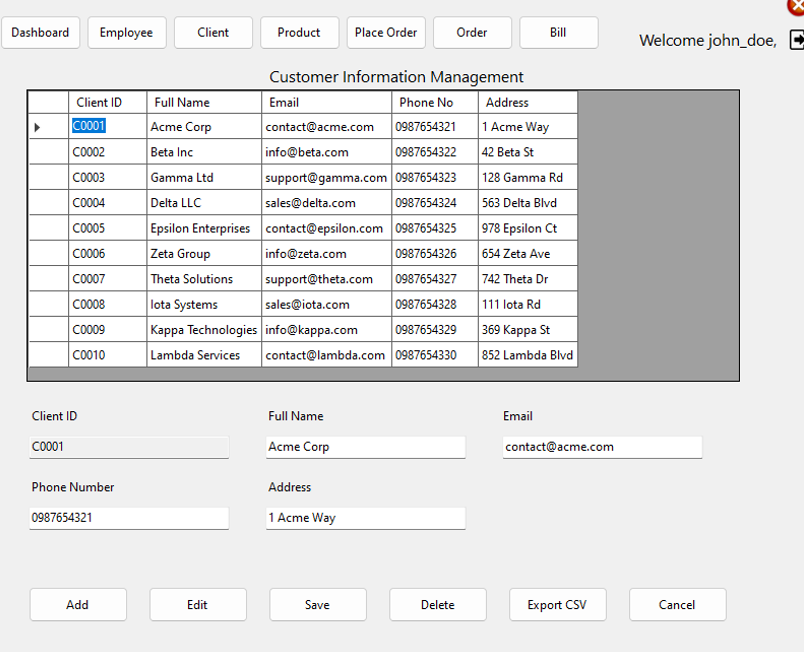 Dashboard Employee Client Product Place Order Order Bill
Welcome john_doe,
Customer Information Management
Client ID Full Name Email Phone No Address
C0001 Acme Corp contact@acme.com 0987654321 1 Acme Way
C0002 Beta Inc info@beta.com 0987654322 42 Beta St
C0003 Gamma Ltd support@gamma.com 0987654323 128 Gamma Rd
C0004 Delta LLC sales@delta.com 0987654324 563 Delta Blvd
C0005 Epsilon Enterprises contact@epsilon.com 0987654325 978 Epsilon Ct
C0006 Zeta Group info@zeta.com 0987654326 654 Zeta Ave
C0007 Theta Solutions support@theta.com 0987654327 742 Theta Dr
C0008 Iota Systems sales@iota.com 0987654328 111 Iota Rd
C0009 Kappa Technologies info@kappa.com 0987654329 369 Kappa St
C0010 Lambda Services contact@lambda.com 0987654330 852 Lambda Blvd
Client ID Full Name Email
C0001 Acme Corp contact@acme.com
Phone Number Address
0987654321 1 Acme Way
Add Edit Save Delete Export CSV Cancel